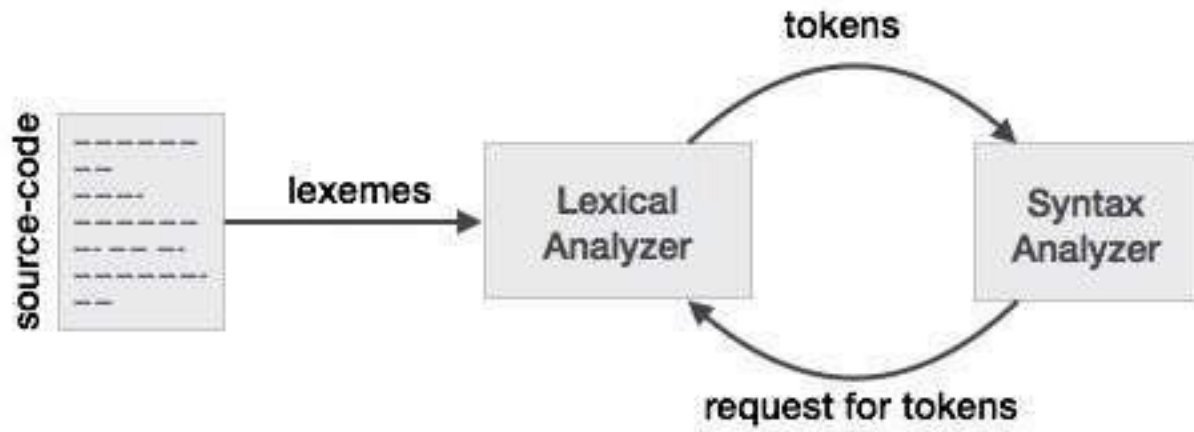 tokens
source-code
lexemes
Lexical
Analyzer
Syntax
Analyzer
request for tokens